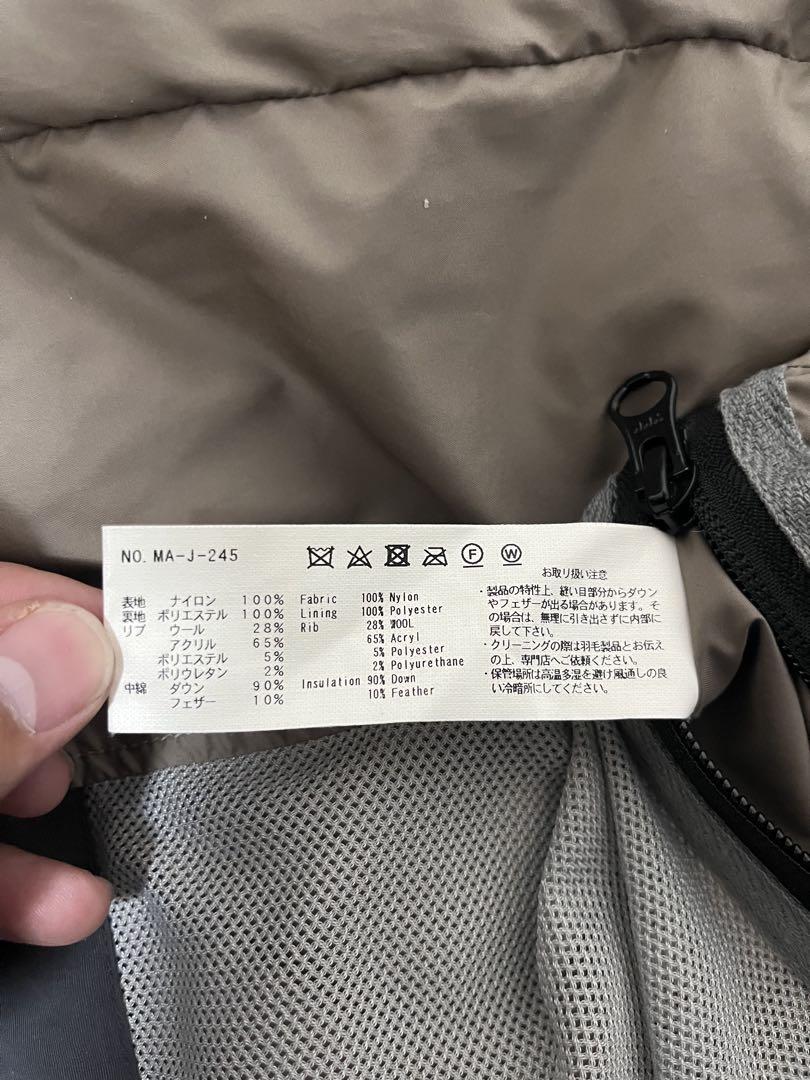 NO. MA-J-245
F W
お取り扱い注意
表地 ナイロン 100% Fabric 100% Nylon
裏地 ポリエステル 100% Lining 100% Polyester
リブ ウール 28% Rib 28% WOOL
アクリル 65% 65% Acryl
ポリエステル 5% 5% Polyester
ポリウレタン 2% 2% Polyurethane
中綿 ダウン 90% Insulation 90% Down
フェザー 10% 10% Feather
・製品の特性上、縫い目部分からダウン
やフェザーが出る場合があります。そ
の場合は、無理に引き出さずに内部に
戻して下さい。
・クリーニングの際は羽毛製品とお伝え
の上、専門店へご依頼ください。
・保管場所は高温多湿を避け風通しの良
い冷暗所にしてください。